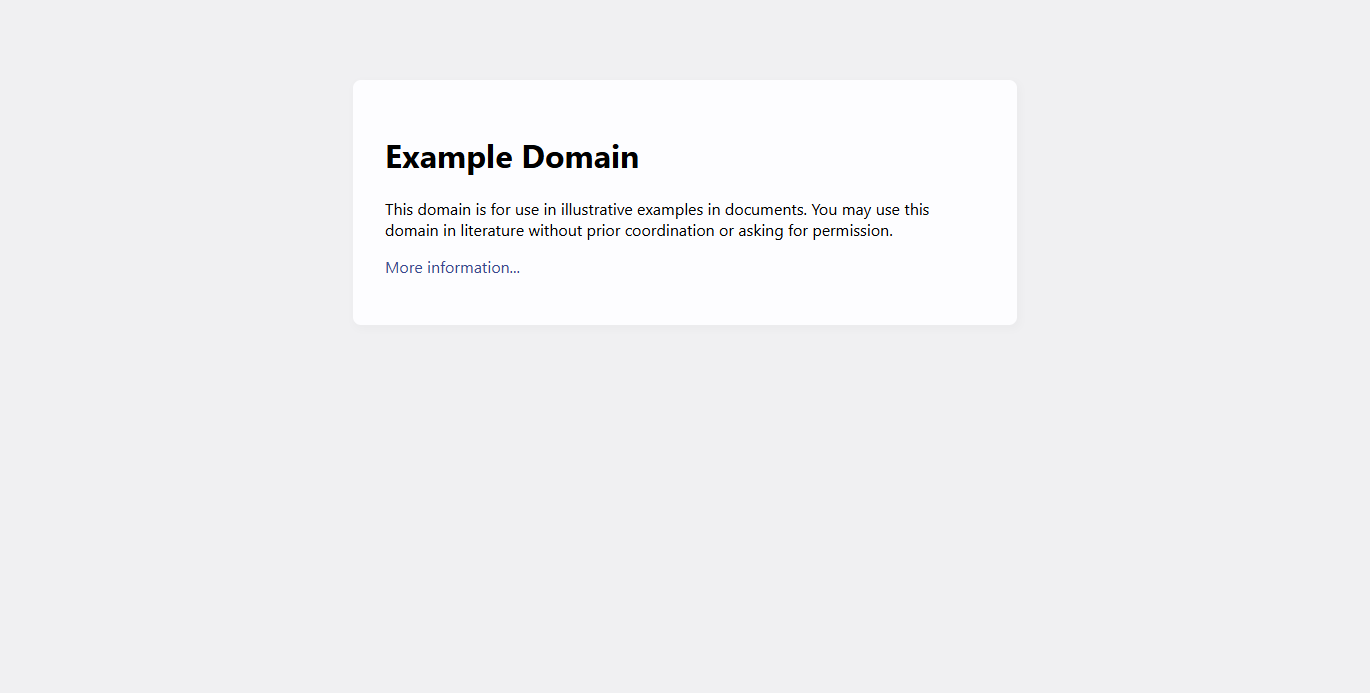 Example Domain
This domain is for use in illustrative examples in documents. You may use this
domain in literature without prior coordination or asking for permission.
More information...